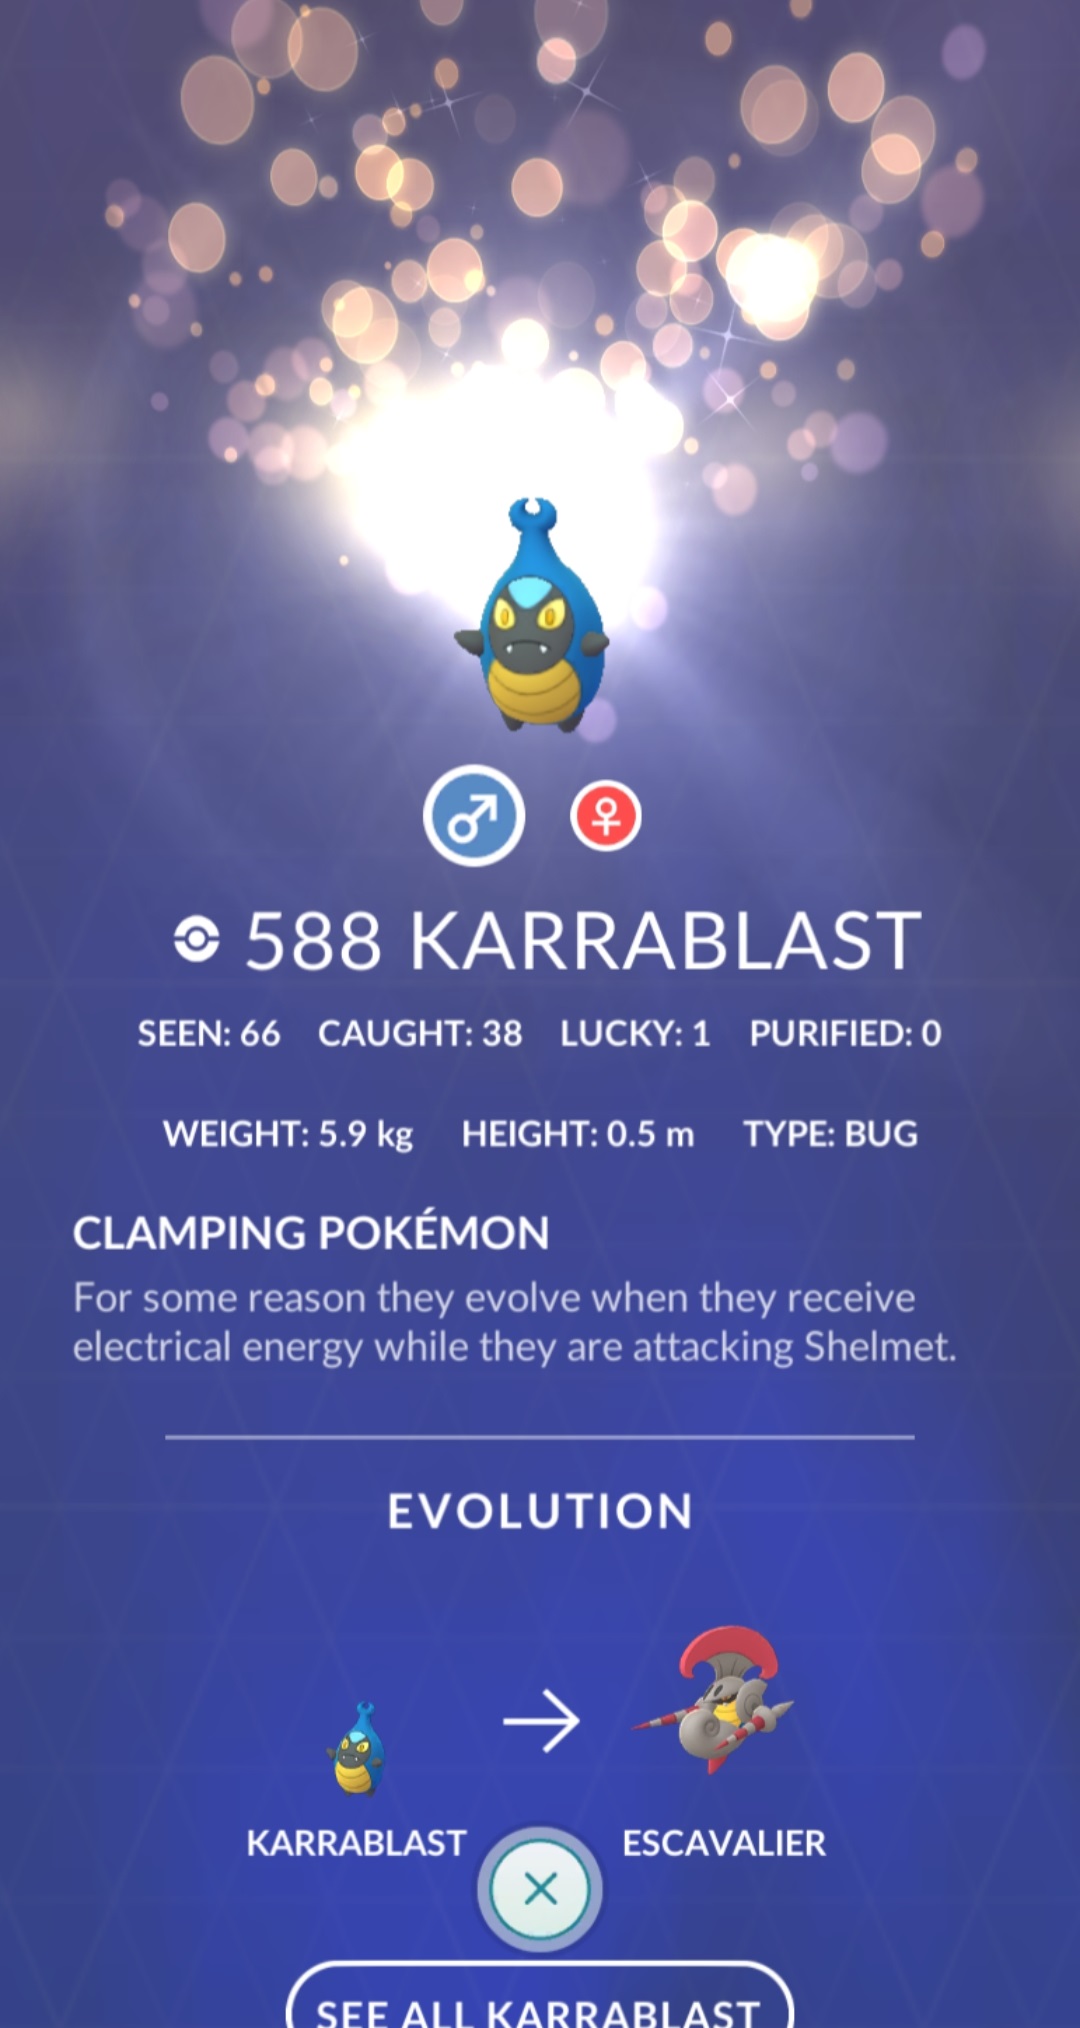 588 KARRABLAST
SEEN: 66 CAUGHT: 38 LUCKY: 1 PURIFIED: 0
WEIGHT: 5.9 kg HEIGHT: 0.5 m TYPE: BUG
CLAMPING POKÉMON
For some reason they evolve when they receive
electrical energy while they are attacking Shelmet.
EVOLUTION
KARRABLAST ESCAVALIER
SEE ALL KARRABLAST